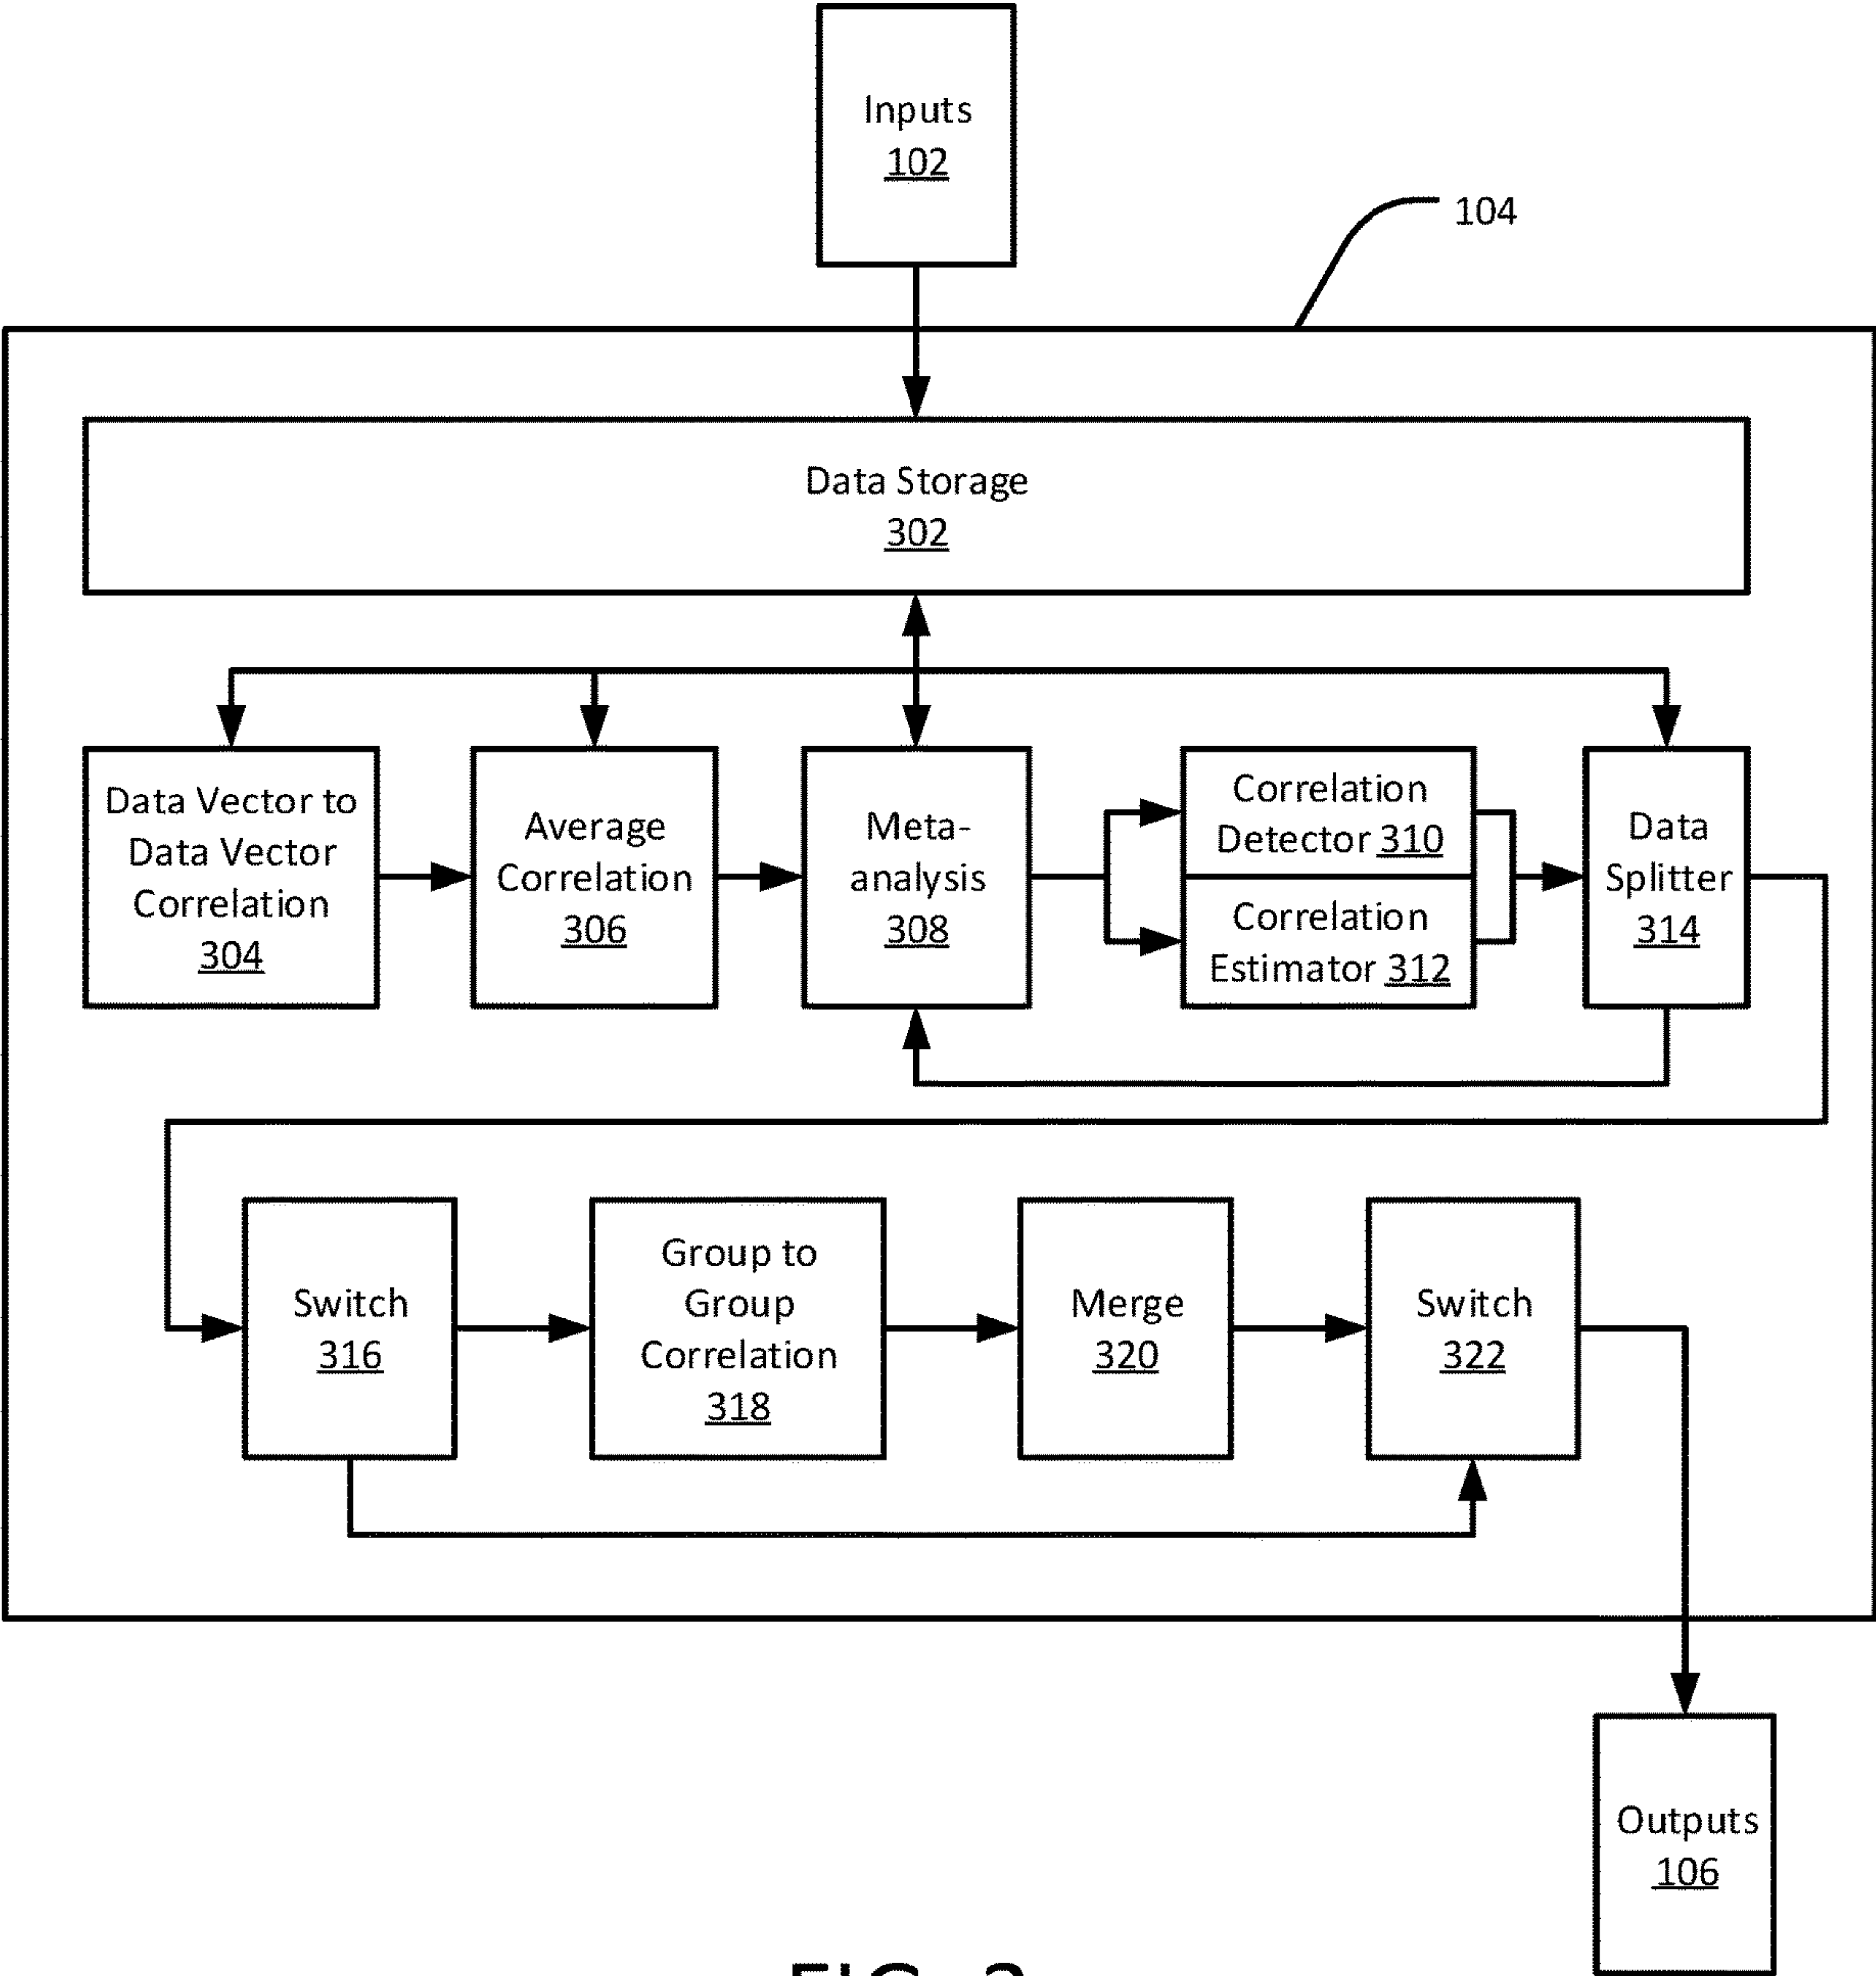 Inputs
102
104
Data Storage
302
Data Vector to
Data Vector
Correlation
304
Average
Correlation
306
Meta-
analysis
308
Correlation
Detector 310
Correlation
Estimator 312
Data
Splitter
314
Switch
316
Group to
Group
Correlation
318
Merge
320
Switch
322
Outputs
106